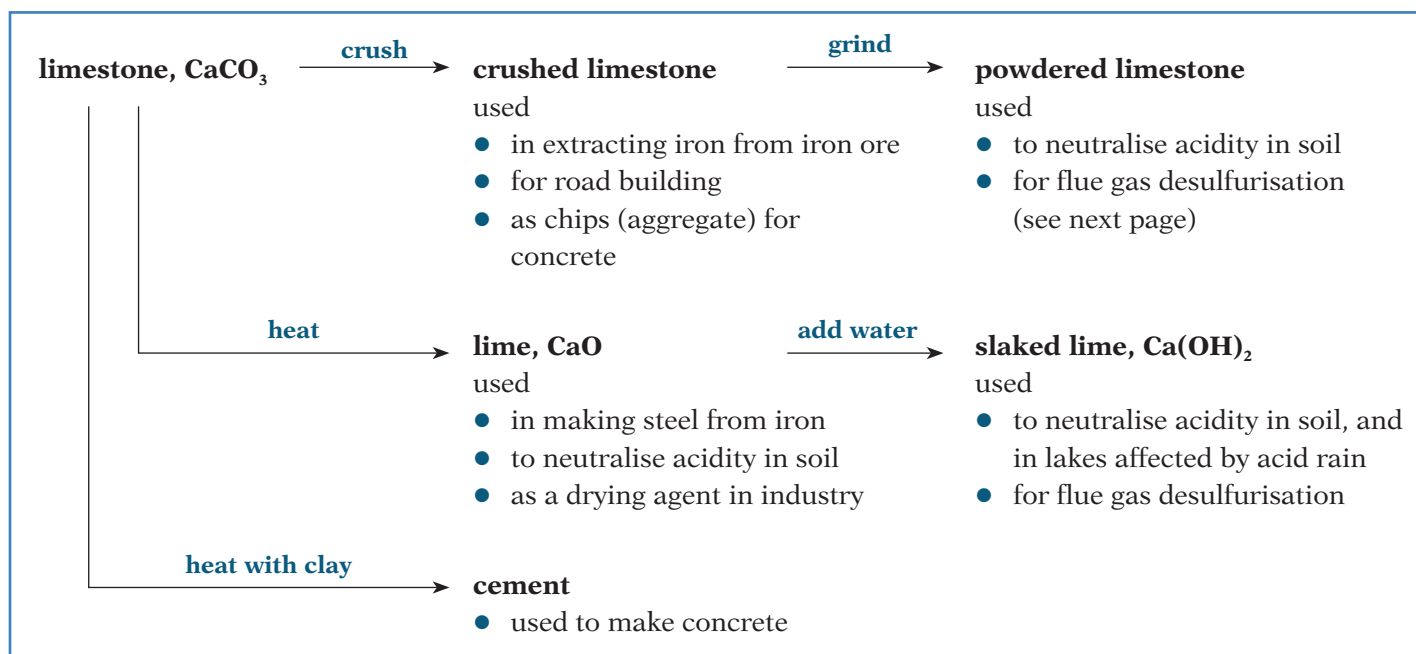 crush
grind
limestone, CaCO₃
crushed limestone
powdered limestone
used
● in extracting iron from iron ore
● for road building
● as chips (aggregate) for
concrete
used
● to neutralise acidity in soil
● for flue gas desulfurisation
(see next page)
heat
add water
lime, CaO
slaked lime, Ca(OH)₂
used
● in making steel from iron
● to neutralise acidity in soil
● as a drying agent in industry
used
● to neutralise acidity in soil, and
in lakes affected by acid rain
● for flue gas desulfurisation
heat with clay
cement
● used to make concrete